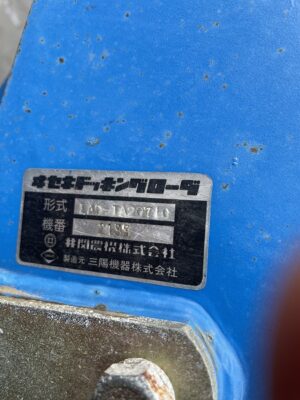 ヰセキドッキングローダ
形式
機番
井関農機株式会社
製造元 三陽機器株式会社